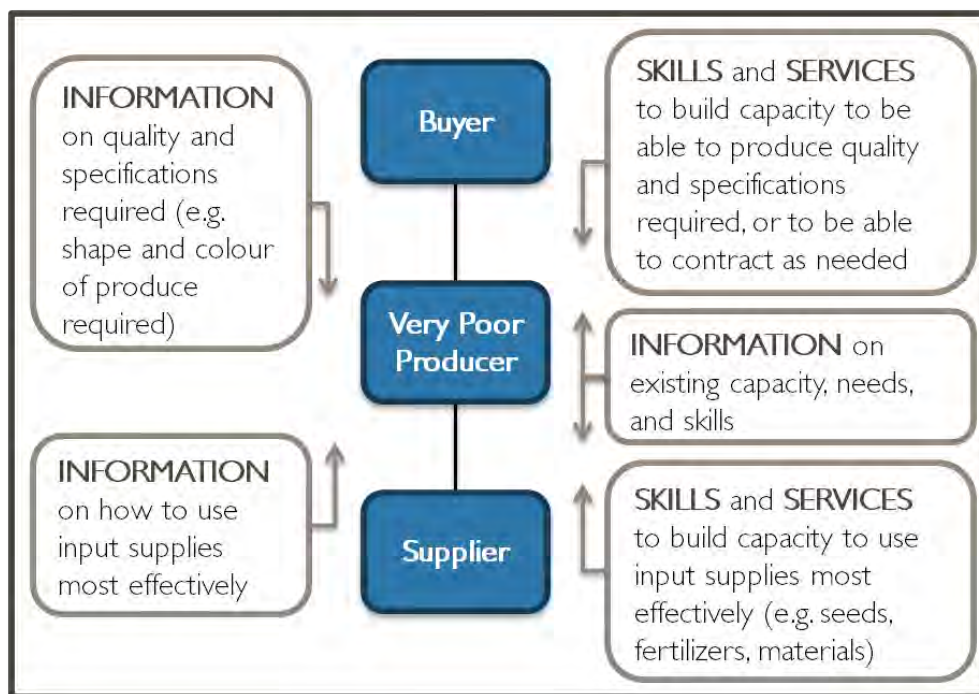 INFORMATION
on quality and
specifications
required (e.g.
shape and colour
of produce
required)
Buyer
SKILLS and SERVICES
to build capacity to be
able to produce quality
and specifications
required, or to be able
to contract as needed
Very Poor
Producer
INFORMATION on
existing capacity, needs,
and skills
INFORMATION
on how to use
input supplies
most effectively
Supplier
SKILLS and SERVICES
to build capacity to use
input supplies most
effectively (e.g. seeds,
fertilizers, materials)